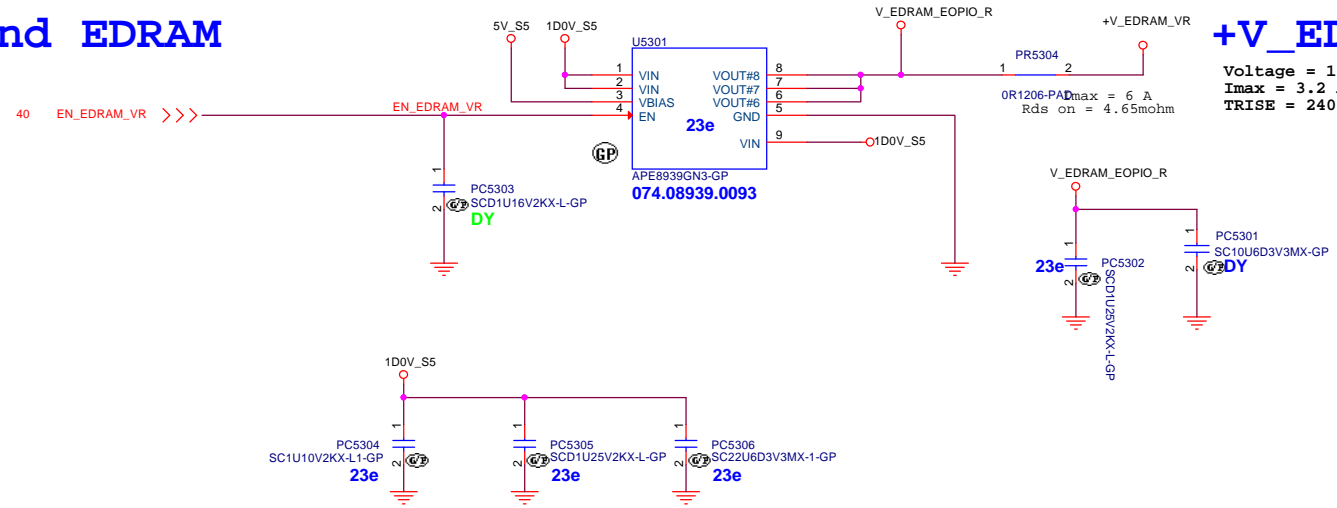 nd EDRAM
5V_S5
1D0V_S5
V_EDRAM_EOPIO_R
+V_EDRAM_VR
+V_ED
U5301
PR5304
Voltage = 1
Imax = 3.2
TRISE = 240
1
VIN
VOUT#8
8
2
VIN
VOUT#7
7
3
VBIAS
VOUT#6
6
4
EN
GND
5
23e
VIN
9
1D0V_S5
1
2
0R1206-PAD
Imax = 6 A
Rds on = 4.65mohm
40
EN_EDRAM_VR
EN_EDRAM_VR
GP
APE8939GN3-GP
074.08939.0093
1
2
PC5303
G/P
SCD1U16V2KX-L-GP
DY
V_EDRAM_EOPIO_R
1
2
23e
G/P
PC5302
SCD1U25V2KX-L-GP
1
2
PC5301
SC10U6D3V3MX-GP
G/P
DY
1D0V_S5
1
2
PC5304
SC1U10V2KX-L1-GP
G/P
23e
1
2
PC5305
G/P
SCD1U25V2KX-L-GP
23e
1
2
PC5306
G/P
SC22U6D3V3MX-1-GP
23e